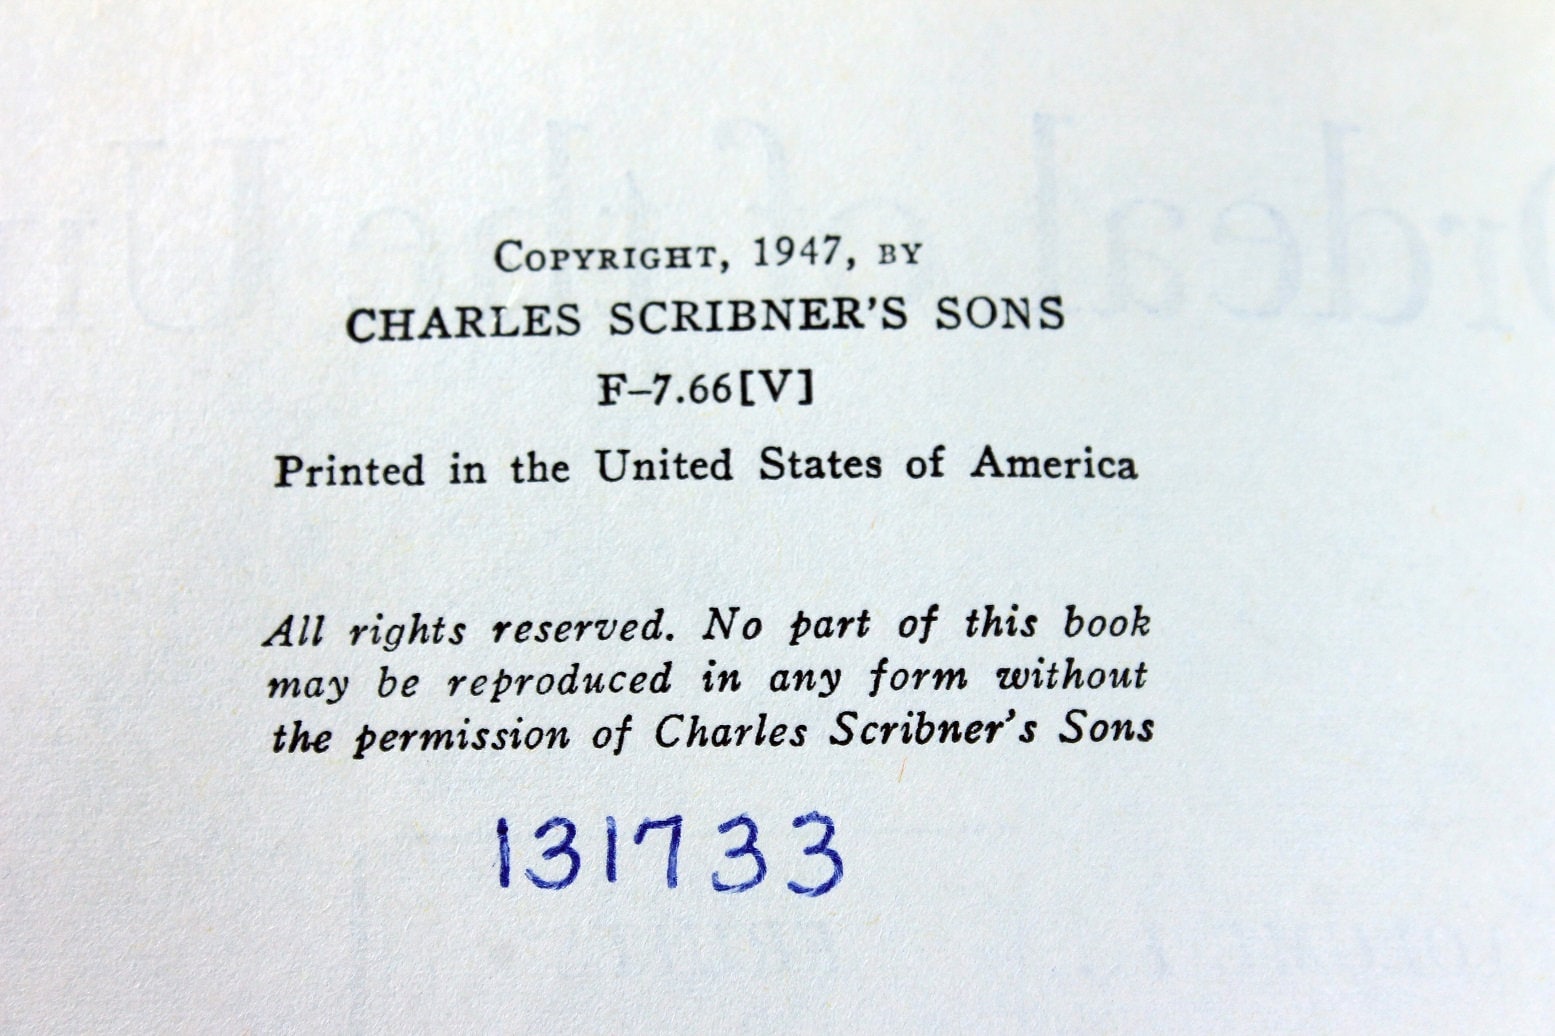 COPYRIGHT, 1947, BY
CHARLES SCRIBNER'S SONS
F–7.66[V]
Printed in the United States of America
All rights reserved. No part of this book
may be reproduced in any form without
the permission of Charles Scribner's Sons
131733